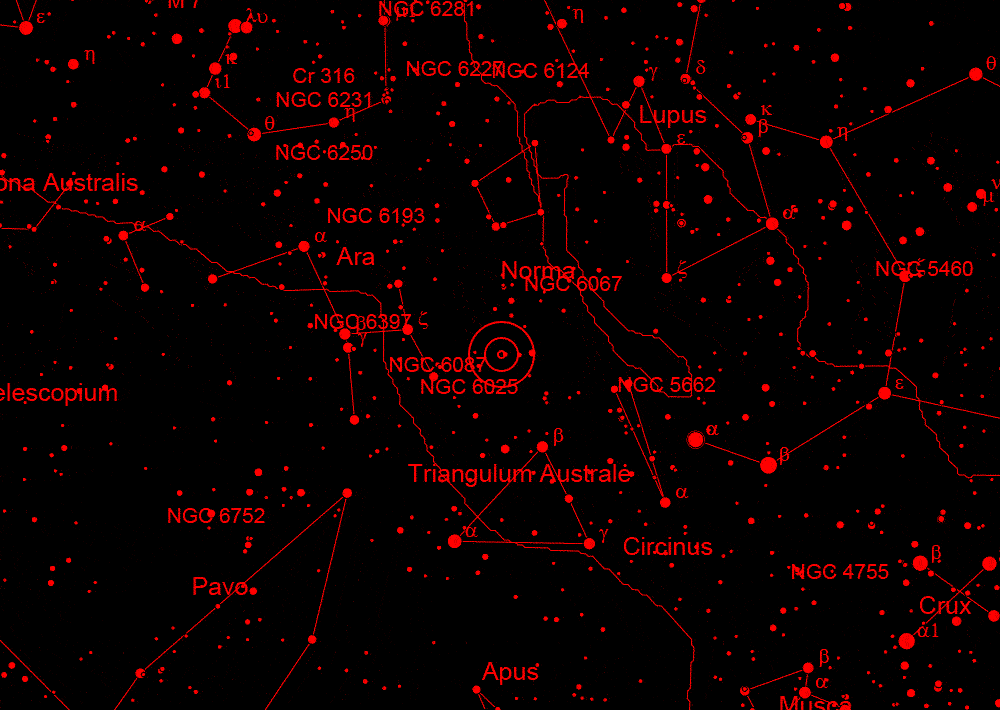 M 7
NGC 6281
μ1
ε
λυ
η
η
κ
ι1
Cr 316
NGC 6227
NGC 6124
γ
δ
θ
NGC 6231
η
θ
Lupus
κ
β
η
NGC 6250
ε
ona Australis
ν
μ
α
NGC 6193
α
α
Ara
Norma
NGC 6067
ζ
NGC 5460
ζ
NGC 6397
β
γ
ζ
NGC 6087
NGC 6025
NGC 5662
ε
elescopium
α
β
β
Triangulum Australe
α
NGC 6752
α
γ
Circinus
β
NGC 4755
Pavo
Crux
α1
Apus
β
α
Musca